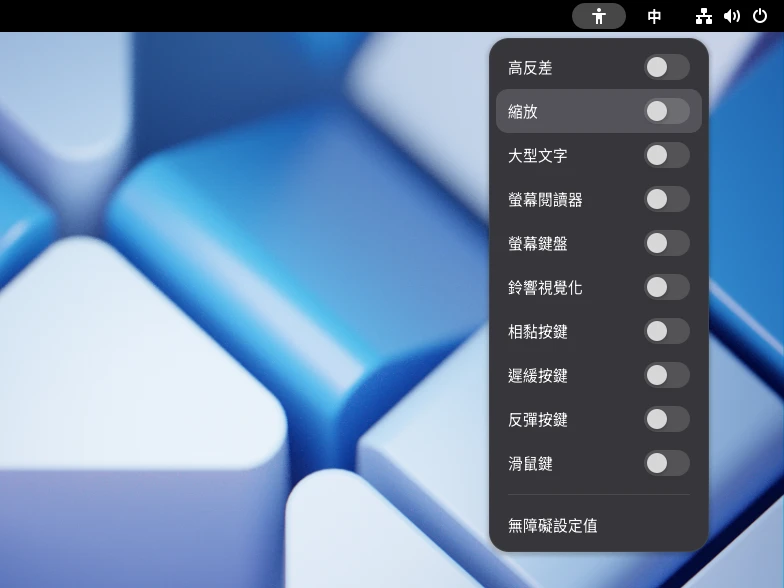 中
高反差
縮放
大型文字
螢幕閱讀器
螢幕鍵盤
鈴響視覺化
相黏按鍵
遲緩按鍵
反彈按鍵
滑鼠鍵
無障礙設定值